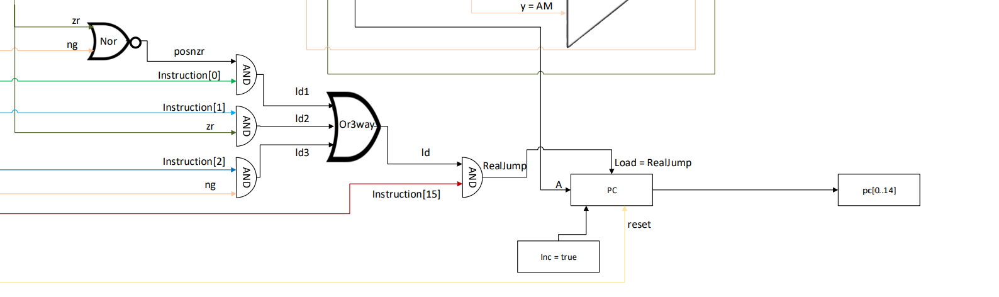 y = AM
zr
Nor
ng
posnzr
AND
Instruction[0]
ld1
Instruction[1]
AND
ld2
Or3way
zr
ld3
ld
Instruction[2]
AND
ng
RealJump
AND
Load = RealJump
Instruction[15]
A
PC
pc[0..14]
reset
Inc = true